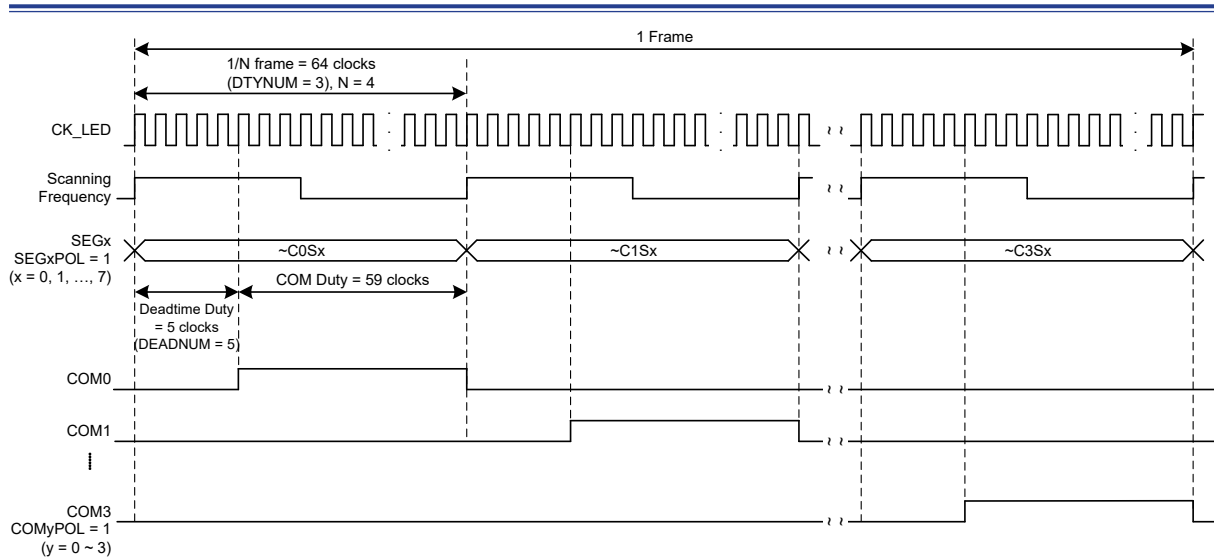 1 Frame
1/N frame = 64 clocks
(DTYNUM = 3), N = 4
CK_LED
Scanning
Frequency
SEGx
SEGxPOL = 1
(x = 0, 1, …, 7)
~C0Sx
~C1Sx
~C3Sx
COM Duty = 59 clocks
Deadtime Duty
= 5 clocks
(DEADNUM = 5)
COM0
COM1
COM3
COMyPOL = 1
(y = 0 ~ 3)